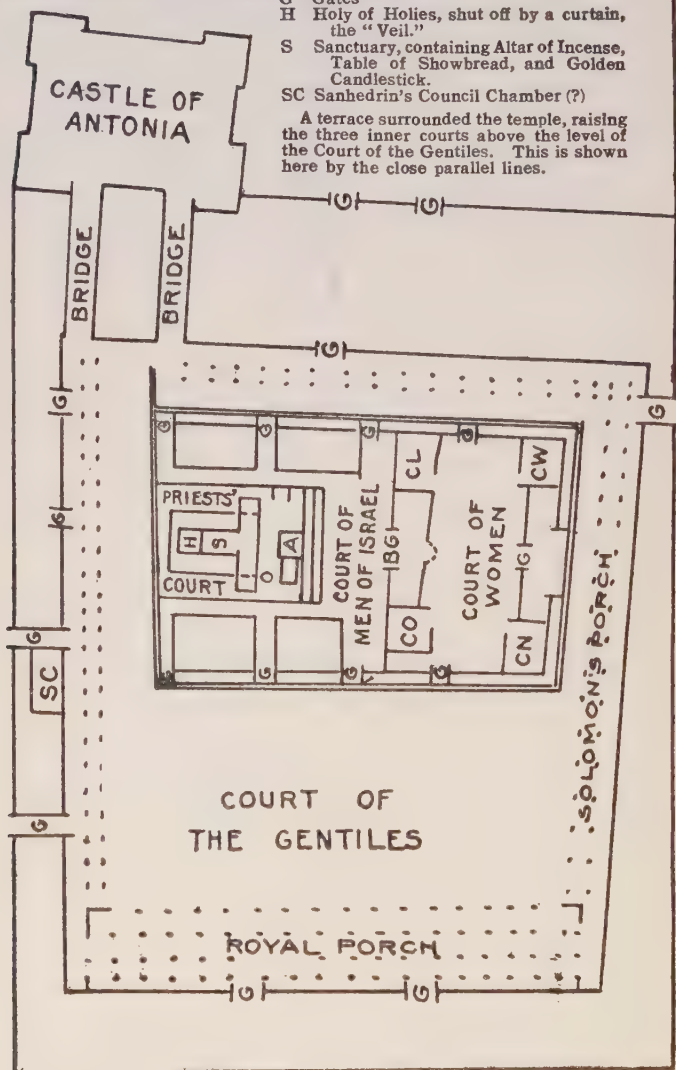 G Gates
H Holy of Holies, shut off by a curtain,
the “Veil.”
S Sanctuary, containing Altar of Incense,
Table of Showbread, and Golden
Candlestick.
SC Sanhedrin's Council Chamber (?)
A terrace surrounded the temple, raising
the three inner courts above the level of
the Court of the Gentiles. This is shown
here by the close parallel lines.
CASTLE OF
ANTONIA
G G
BRIDGE
BRIDGE
G
G
G
G G G G
CL
CW
G
PRIESTS'
H
S
A
O
COURT
COURT OF
MEN OF ISRAEL
BG
COURT OF
WOMEN
G
CO
CN
G G G G
G
SC
SOLOMON'S PORCH
COURT OF
THE GENTILES
G
ROYAL PORCH
G G